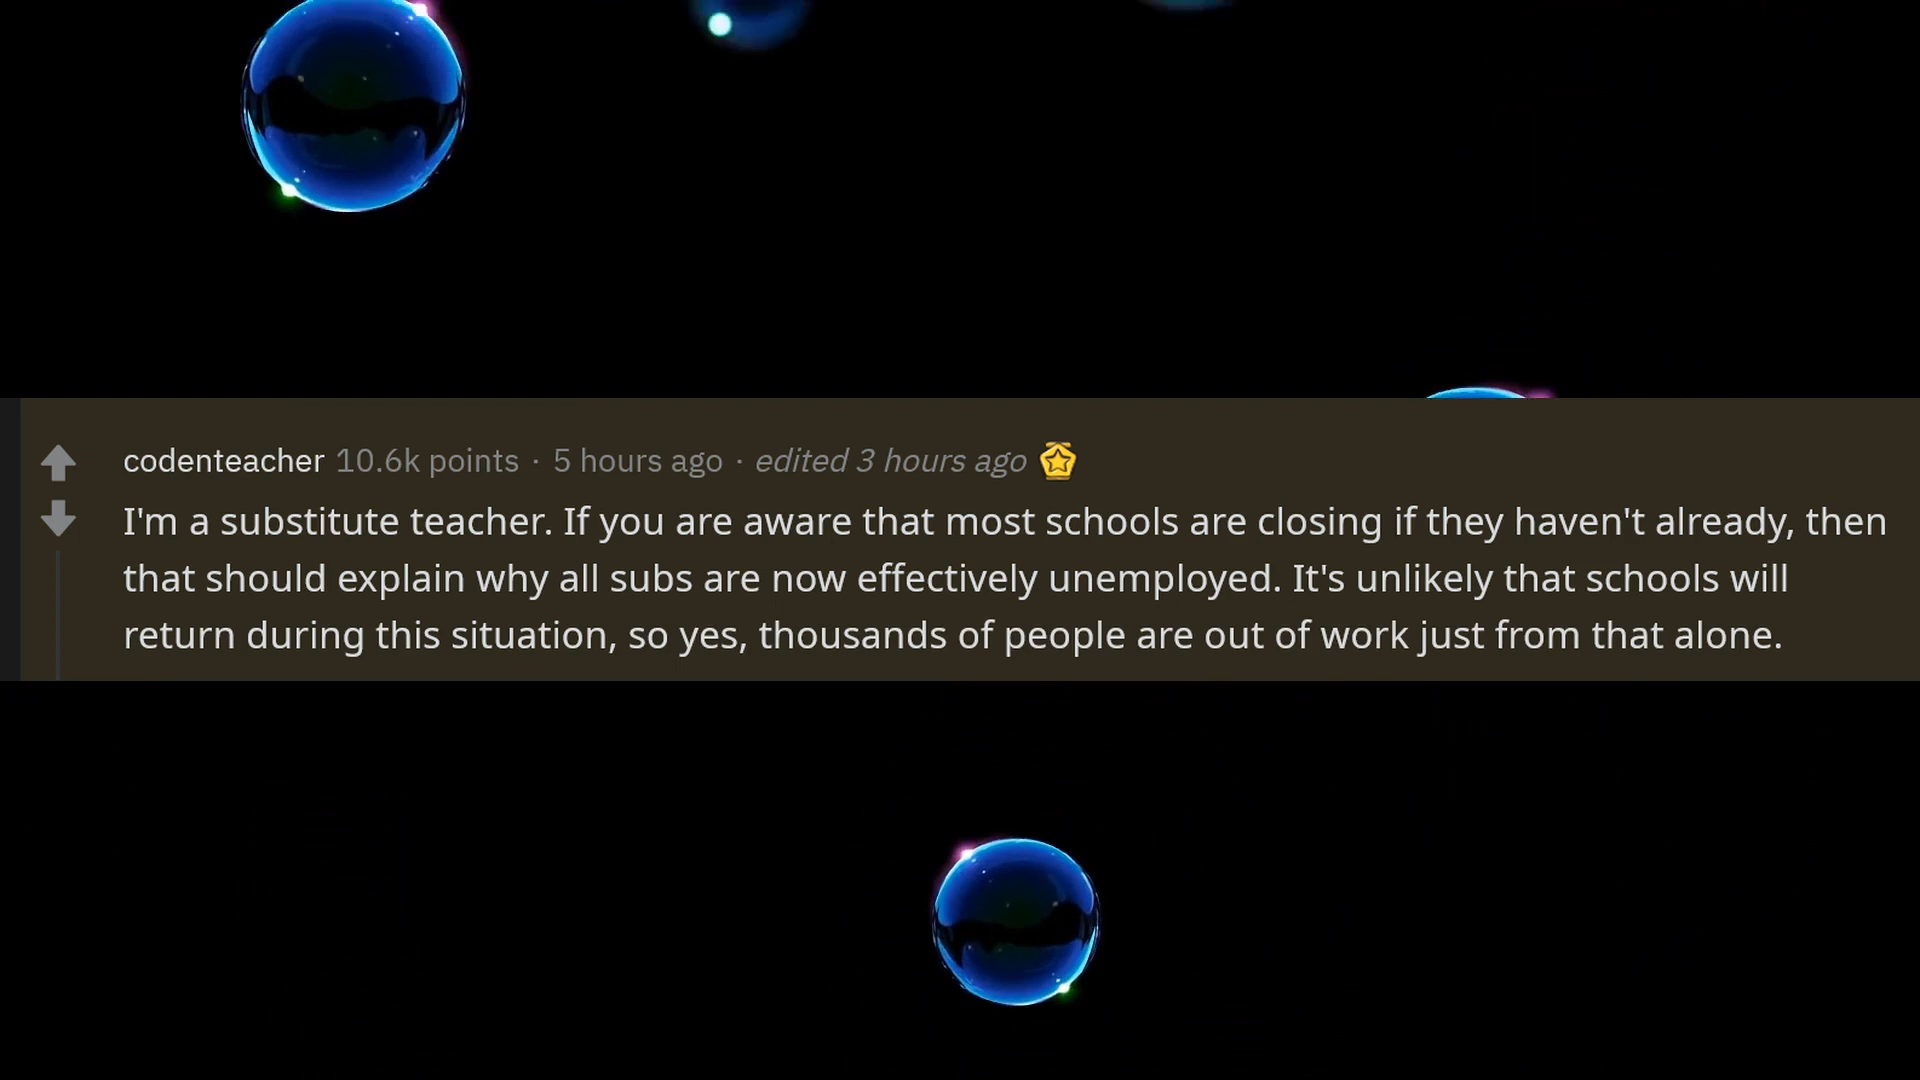 codenteacher 10.6k points · 5 hours ago · edited 3 hours ago
I'm a substitute teacher. If you are aware that most schools are closing if they haven't already, then
that should explain why all subs are now effectively unemployed. It's unlikely that schools will
return during this situation, so yes, thousands of people are out of work just from that alone.